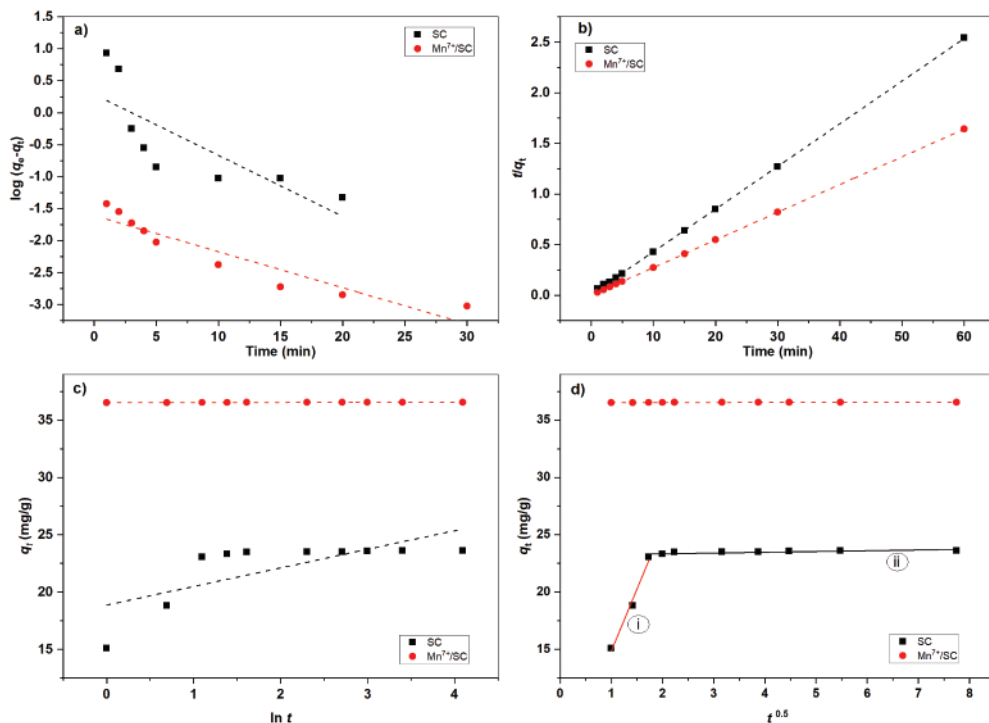 a)
SC
Mn⁷⁺/SC
1.5
1.0
0.5
0.0
-0.5
-1.0
-1.5
-2.0
-2.5
-3.0
log (qₑ-qₜ)
0 5 10 15 20 25 30
Time (min)
b)
SC
Mn⁷⁺/SC
2.5
2.0
1.5
1.0
0.5
0.0
t/qₜ
0 10 20 30 40 50 60
Time (min)
c)
35
30
25
20
15
qₜ (mg/g)
SC
Mn⁷⁺/SC
0 1 2 3 4
ln t
d)
35
30
25
20
15
qₜ (mg/g)
ii
i
SC
Mn⁷⁺/SC
0 1 2 3 4 5 6 7 8
t⁰·⁵